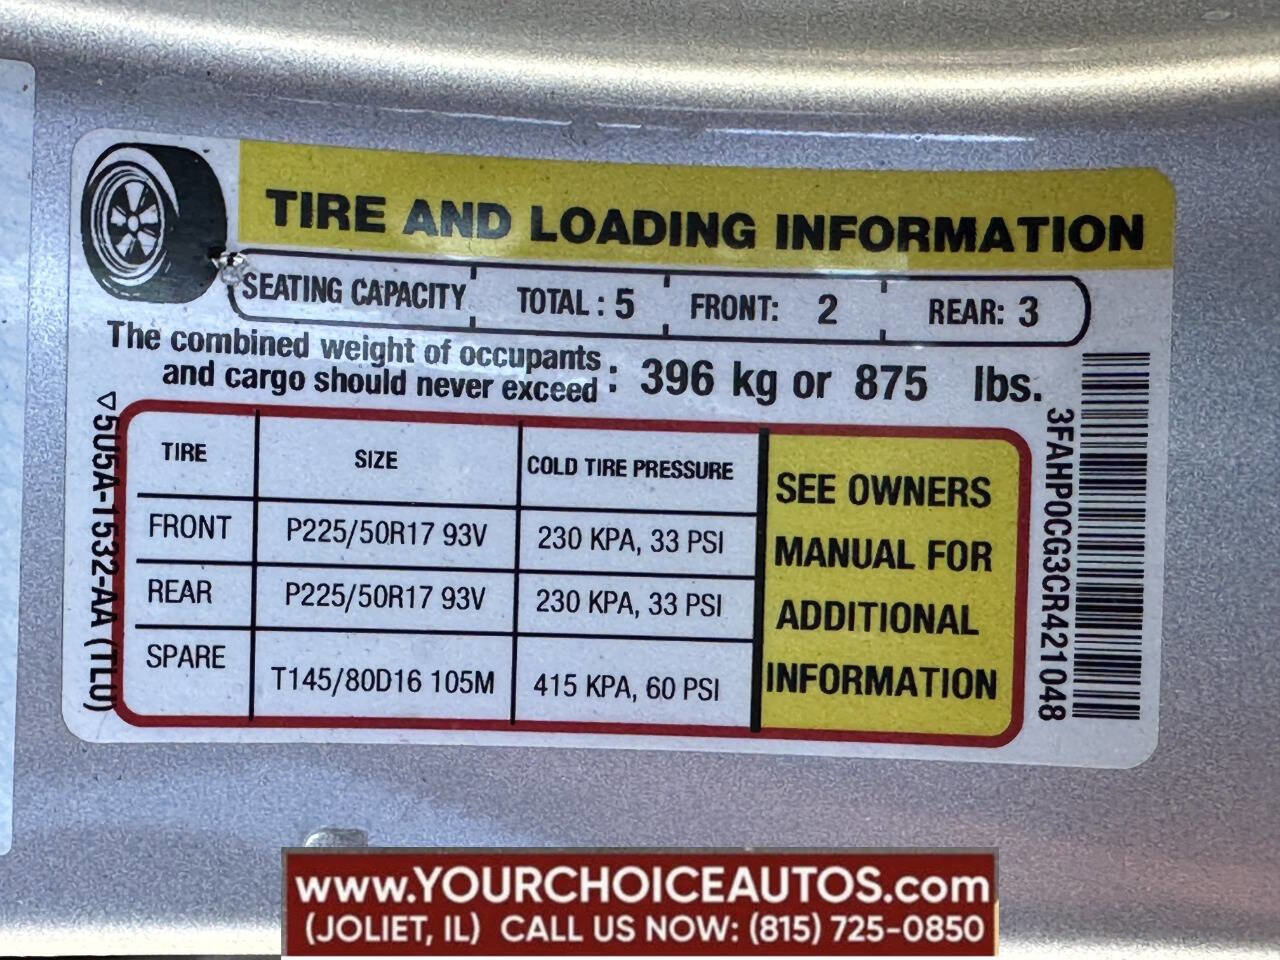 TIRE AND LOADING INFORMATION
SEATING CAPACITY TOTAL : 5 FRONT: 2 REAR: 3
The combined weight of occupants
and cargo should never exceed : 396 kg or 875 lbs.
TIRE SIZE COLD TIRE PRESSURE
FRONT P225/50R17 93V 230 KPA, 33 PSI
REAR P225/50R17 93V 230 KPA, 33 PSI
SPARE T145/80D16 105M 415 KPA, 60 PSI
SEE OWNERS
MANUAL FOR
ADDITIONAL
INFORMATION
▽5U5A-1532-AA (TLU)
3FAHP0CG3CR421048
www.YOURCHOICEAUTOS.com
(JOLIET, IL) CALL US NOW: (815) 725-0850